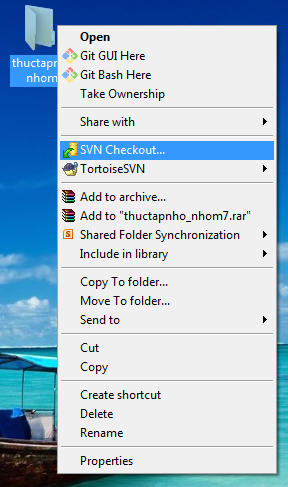 thuctapn
nhom
Open
Git GUI Here
Git Bash Here
Take Ownership
Share with
SVN Checkout...
TortoiseSVN
Add to archive...
Add to "thuctapnho_nhom7.rar"
Shared Folder Synchronization
Include in library
Copy To folder...
Move To folder...
Send to
Cut
Copy
Create shortcut
Delete
Rename
Properties